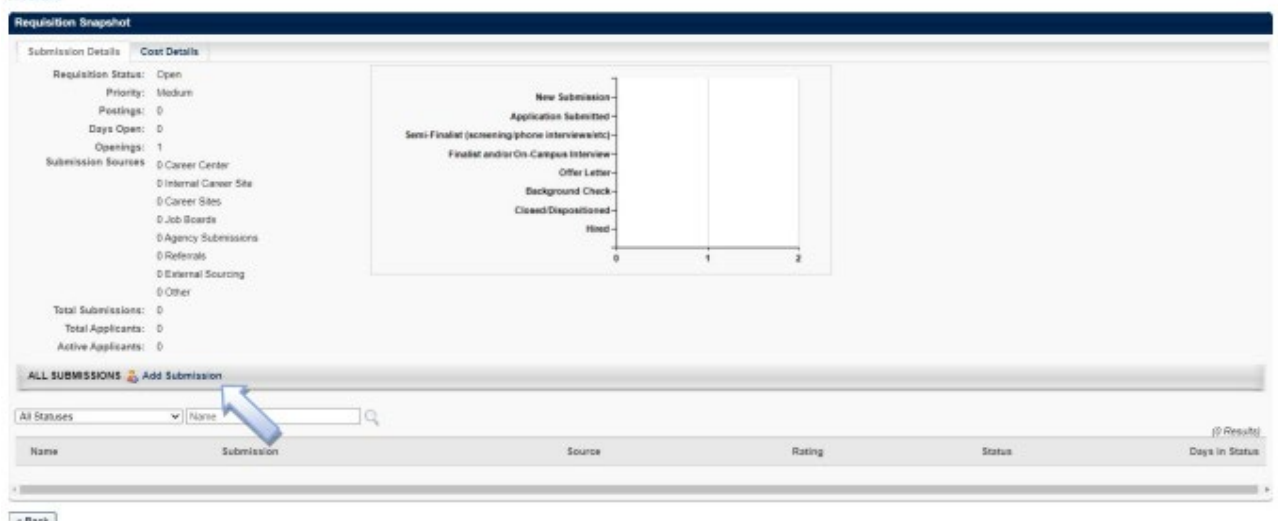 Requisition Snapshot
Submission Details Cost Details
Requisition Status: Open
Priority: Medium
Postings: 0
Days Open: 0
Openings: 1
Submission Sources 0 Career Center
0 Internal Career Site
0 Career Sites
0 Job Boards
0 Agency Submissions
0 Referrals
0 External Sourcing
0 Other
Total Submissions: 0
Total Applicants: 0
Active Applicants: 0
New Submission
Application Submitted
Semi-Finalist (screening/phone interviews/etc)
Finalist and/or On-Campus Interview
Offer Letter
Background Check
Closed/Dispositioned
Hired
0 1 2
ALL SUBMISSIONS Add Submission
All Statuses Name
(0 Results)
Name Submission Source Rating Status Days in Status
« Back